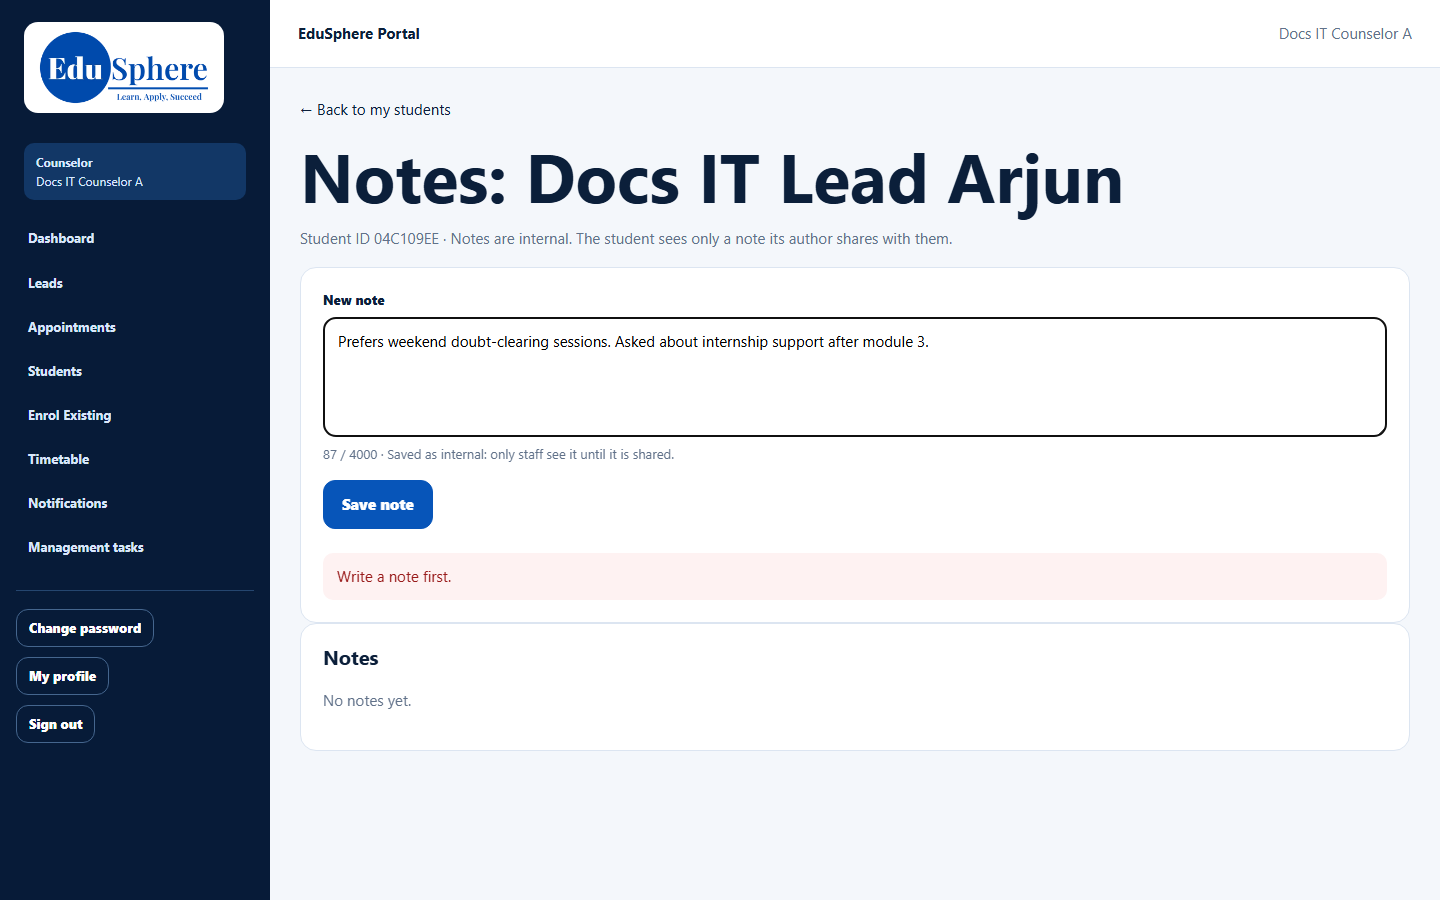 EduSphere
Learn. Apply, Succeed
Counselor
Docs IT Counselor A
Dashboard
Leads
Appointments
Students
Enrol Existing
Timetable
Notifications
Management tasks
Change password
My profile
Sign out
EduSphere Portal
Docs IT Counselor A
← Back to my students
Notes: Docs IT Lead Arjun
Student ID 04C109EE · Notes are internal. The student sees only a note its author shares with them.
New note
Prefers weekend doubt-clearing sessions. Asked about internship support after module 3.
87 / 4000 · Saved as internal: only staff see it until it is shared.
Save note
Write a note first.
Notes
No notes yet.